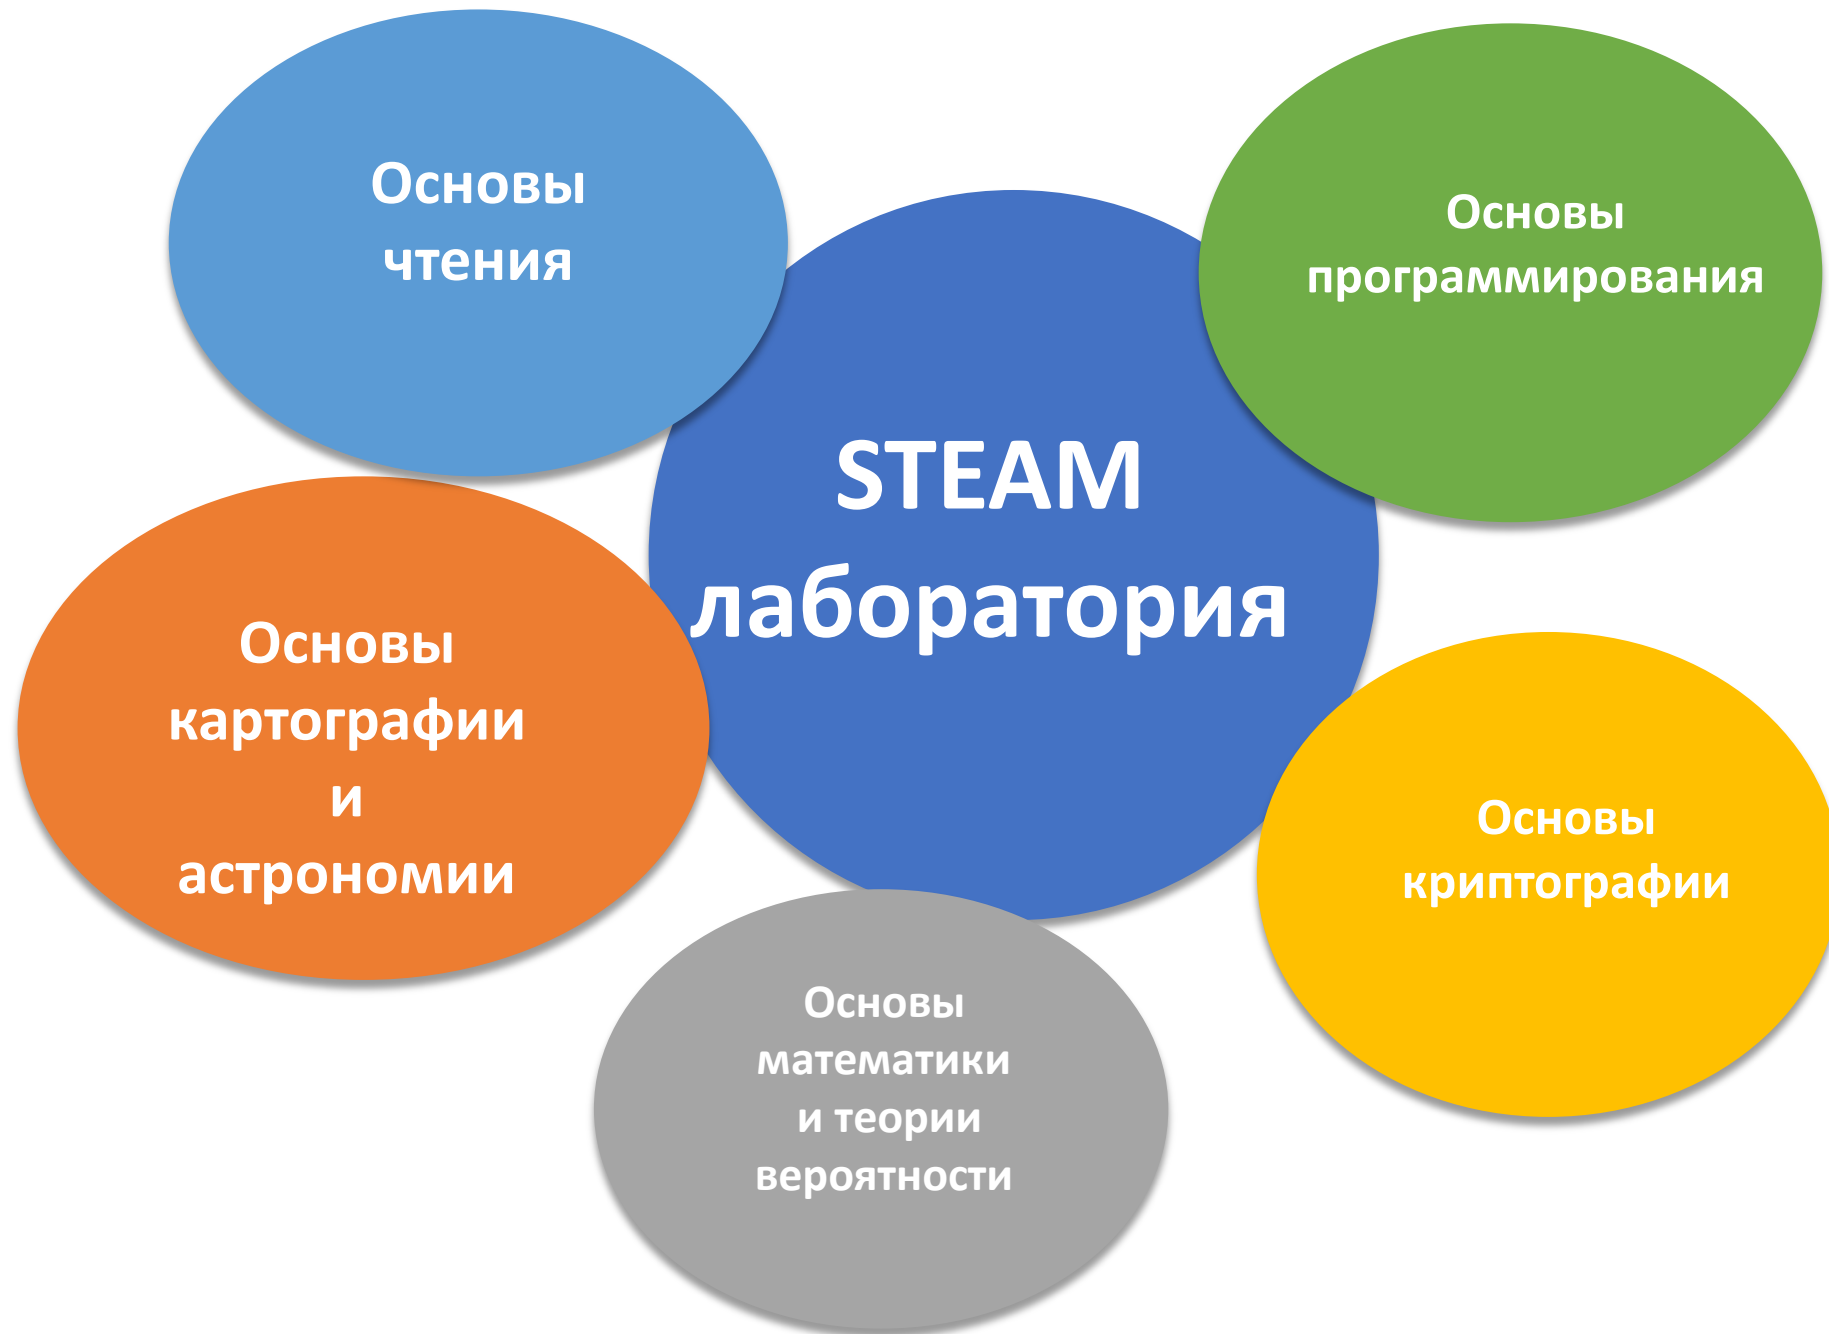 Основы
чтения
Основы
программирования
STEAM
лаборатория
Основы
картографии
и
астрономии
Основы
криптографии
Основы
математики
и теории
вероятности